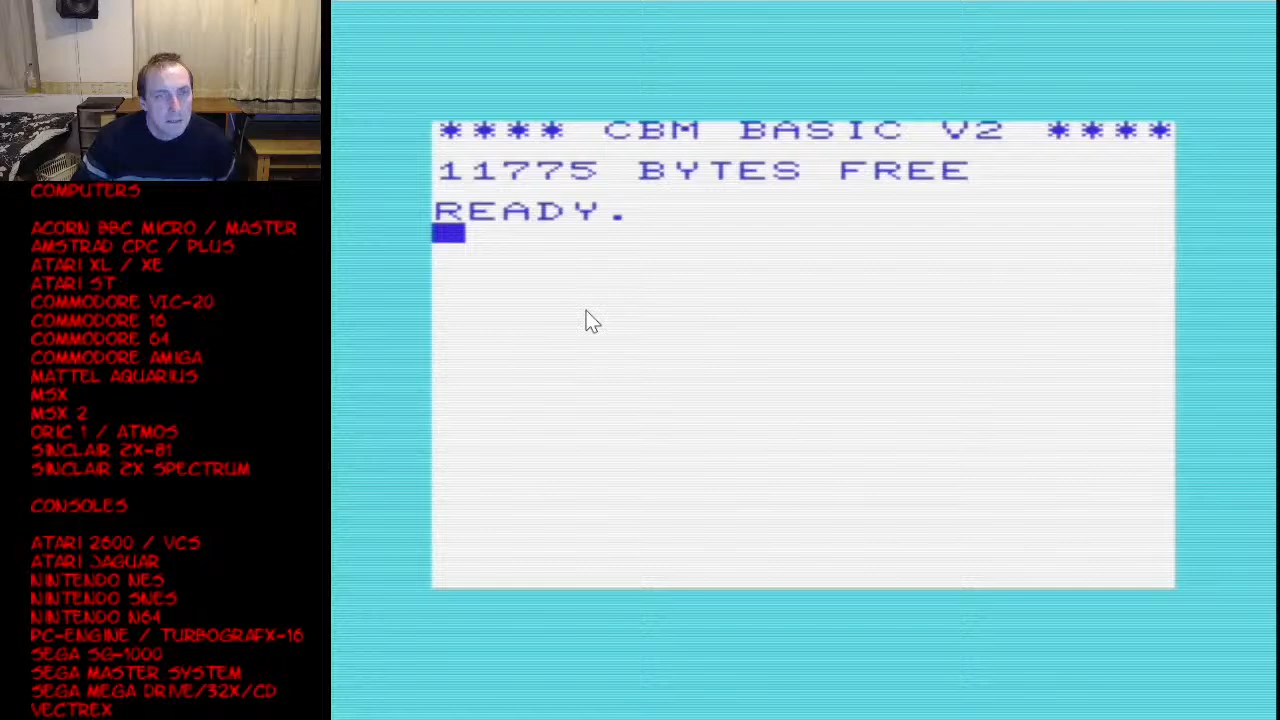 COMPUTERS
ACORN BBC MICRO / MASTER
AMSTRAD CPC / PLUS
ATARI XL / XE
ATARI ST
COMMODORE VIC-20
COMMODORE 16
COMMODORE 64
COMMODORE AMIGA
MATTEL AQUARIUS
MSX
MSX 2
ORIC 1 / ATMOS
SINCLAIR ZX-81
SINCLAIR ZX SPECTRUM
CONSOLES
ATARI 2600 / VCS
ATARI JAGUAR
NINTENDO NES
NINTENDO SNES
NINTENDO N64
PC-ENGINE / TURBOGRAFX-16
SEGA SG-1000
SEGA MASTER SYSTEM
SEGA MEGA DRIVE/32X/CD
VECTREX
**** CBM BASIC V2 ****
11775 BYTES FREE
READY.